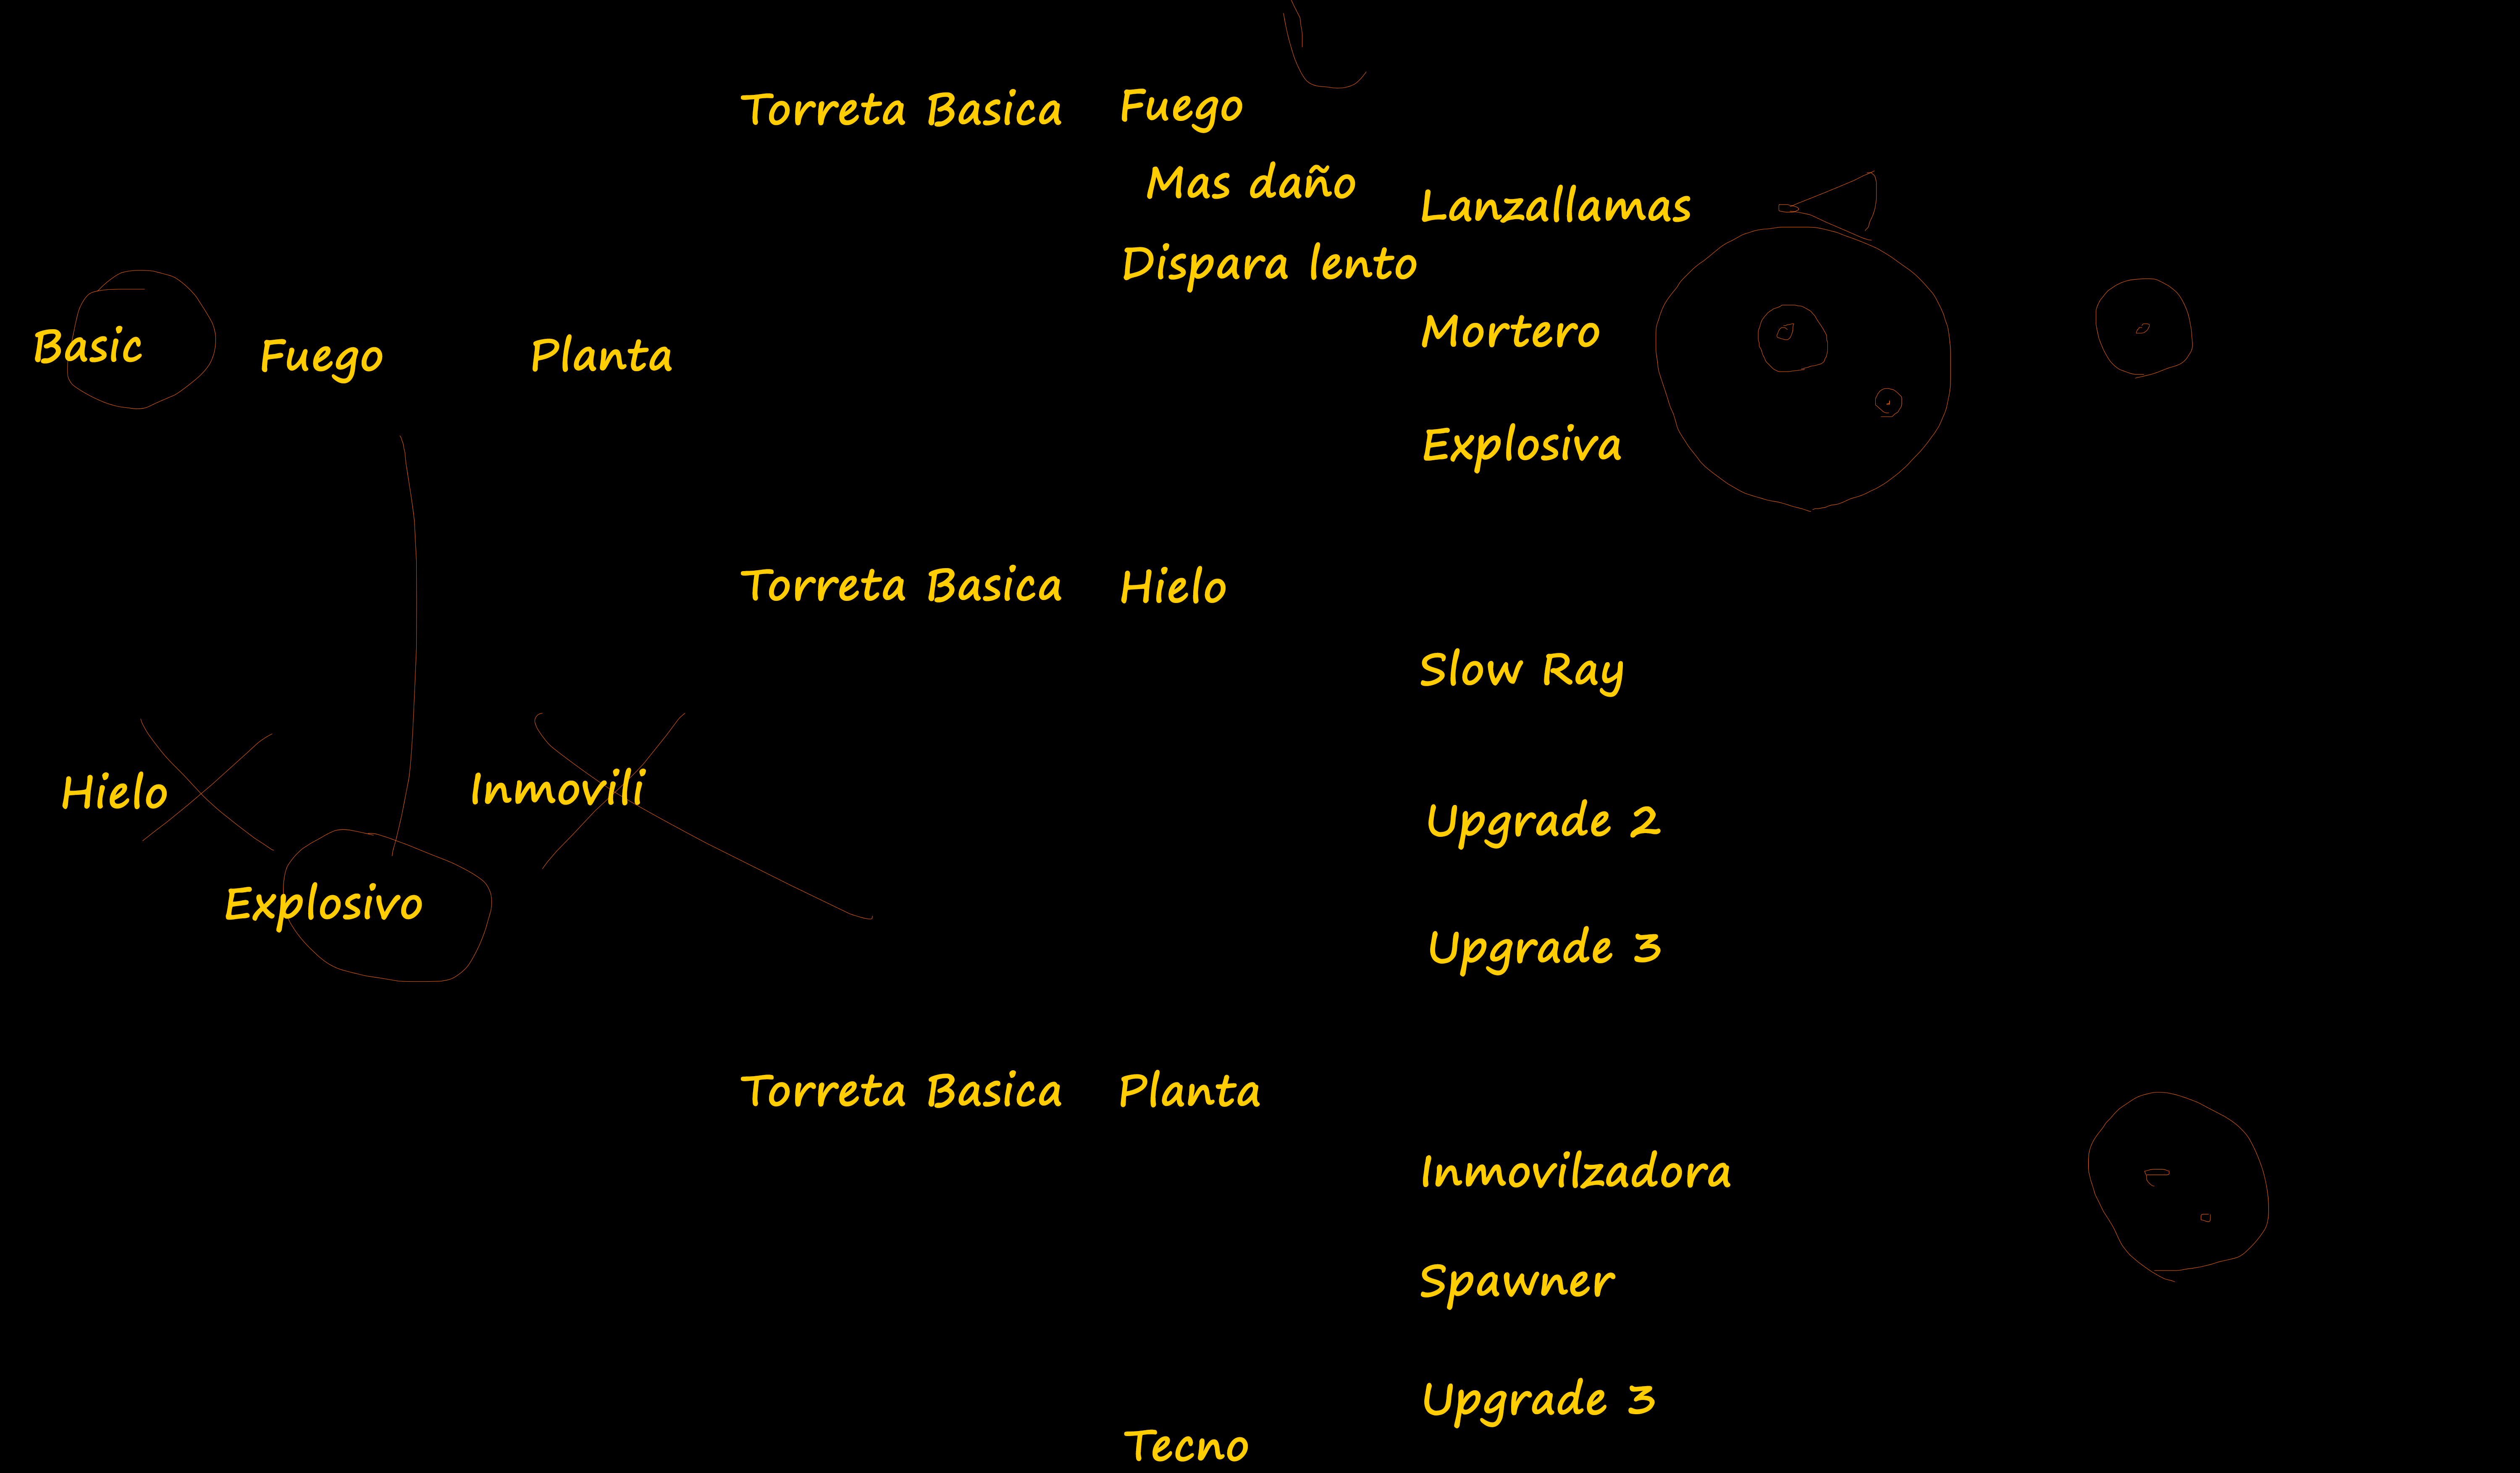 Torreta Basica Fuego
Mas daño
Lanzallamas
Dispara lento
Mortero
Basic Fuego Planta
Explosiva
Torreta Basica Hielo
Slow Ray
Hielo Inmovili
Upgrade 2
Explosivo
Upgrade 3
Torreta Basica Planta
Inmovilzadora
Spawner
Upgrade 3
Tecno